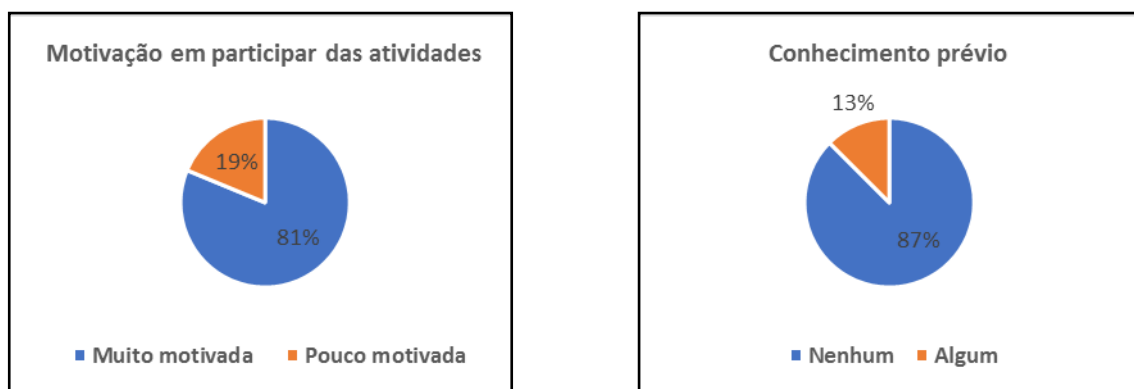 Motivação em participar das atividades
19%
81%
Muito motivada Pouco motivada
Conhecimento prévio
13%
87%
Nenhum Algum